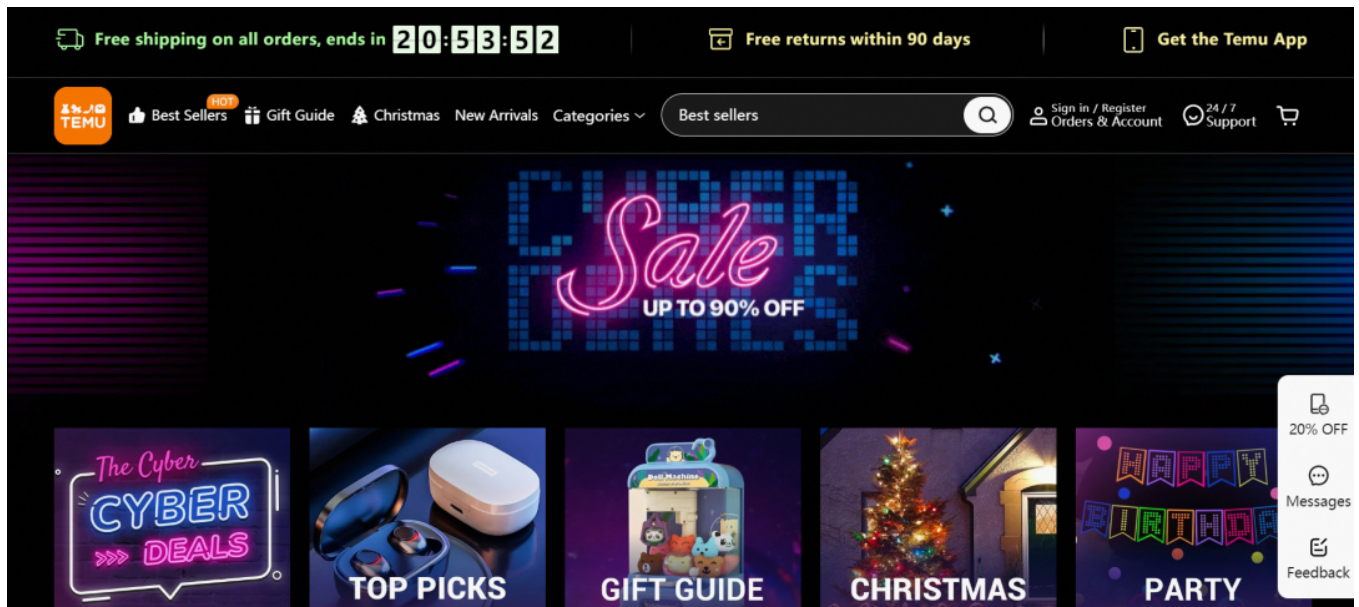 Free shipping on all orders, ends in 20:53:52
Free returns within 90 days
Get the Temu App
TEMU
Best Sellers
HOT
Gift Guide
Christmas
New Arrivals
Categories
Best sellers
Sign in / Register
Orders & Account
24/7
Support
CYBER
DEALS
Sale
UP TO 90% OFF
The Cyber
CYBER
>>> DEALS
TOP PICKS
Doll Machine
GIFT GUIDE
CHRISTMAS
HAPPY
BIRTHDA
PARTY
20% OFF
Messages
Feedback